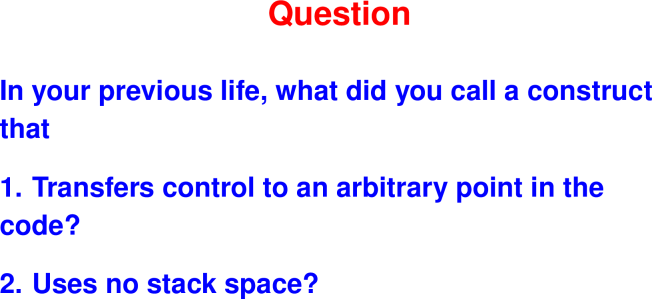 Question
In your previous life, what did you call a construct
that
1. Transfers control to an arbitrary point in the
code?
2. Uses no stack space?